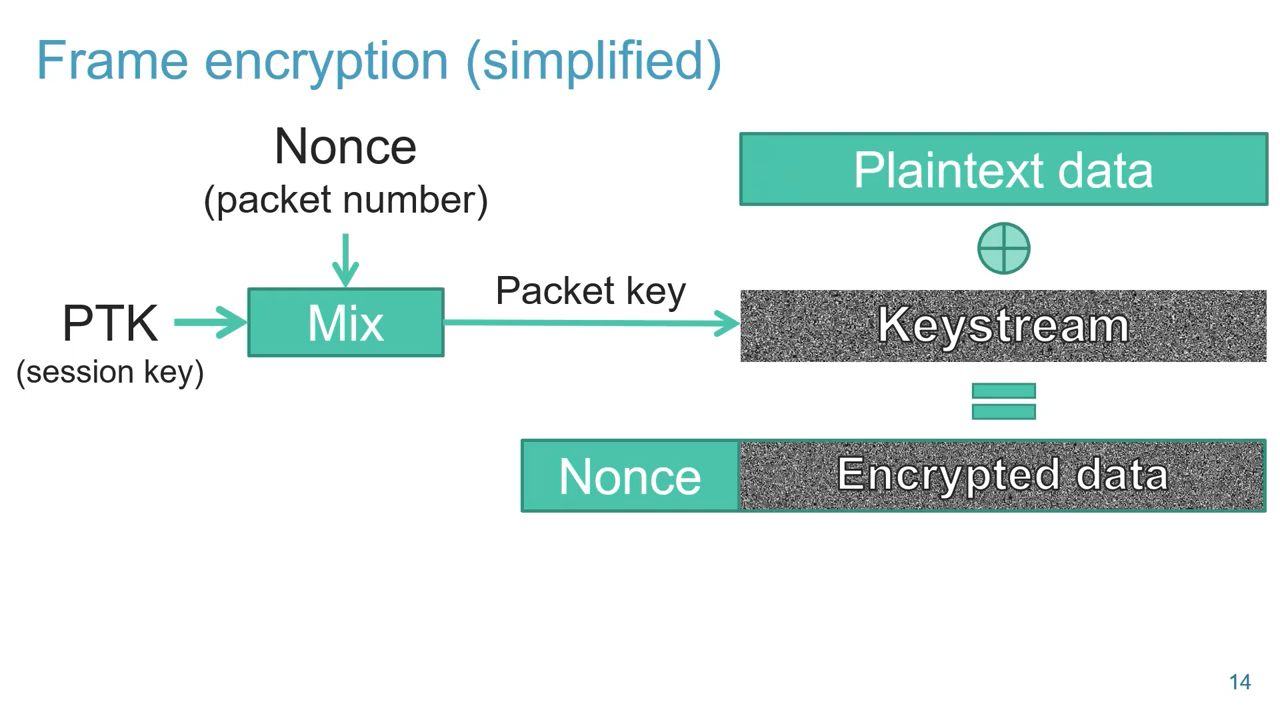 Frame encryption (simplified)
Nonce
(packet number)
Plaintext data
PTK
(session key)
Mix
Packet key
Keystream
Nonce
Encrypted data
14